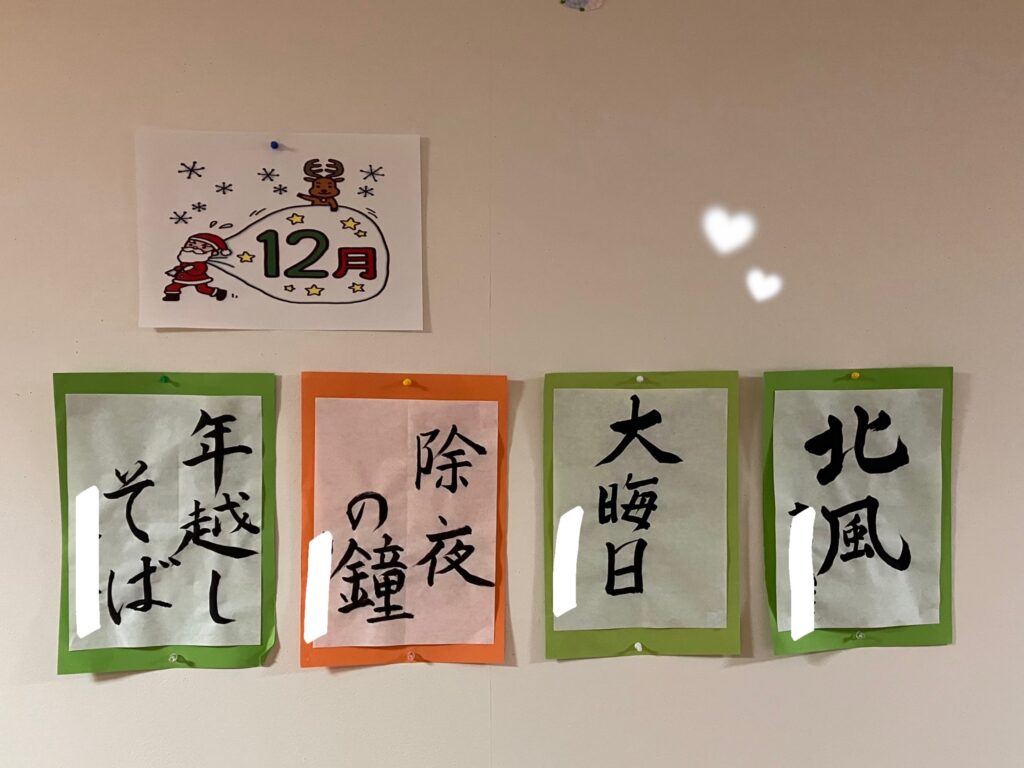 12月
北風
大晦日
除夜
の鐘
年越し
そば